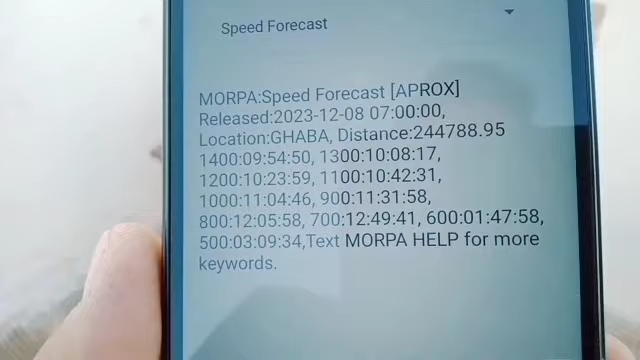 Speed Forecast
MORPA:Speed Forecast [APROX]
Released:2023-12-08 07:00:00,
Location:GHABA, Distance:244788.95
1400:09:54:50, 1300:10:08:17,
1200:10:23:59, 1100:10:42:31,
1000:11:04:46, 900:11:31:58,
800:12:05:58, 700:12:49:41, 600:01:47:58,
500:03:09:34,Text MORPA HELP for more
keywords.